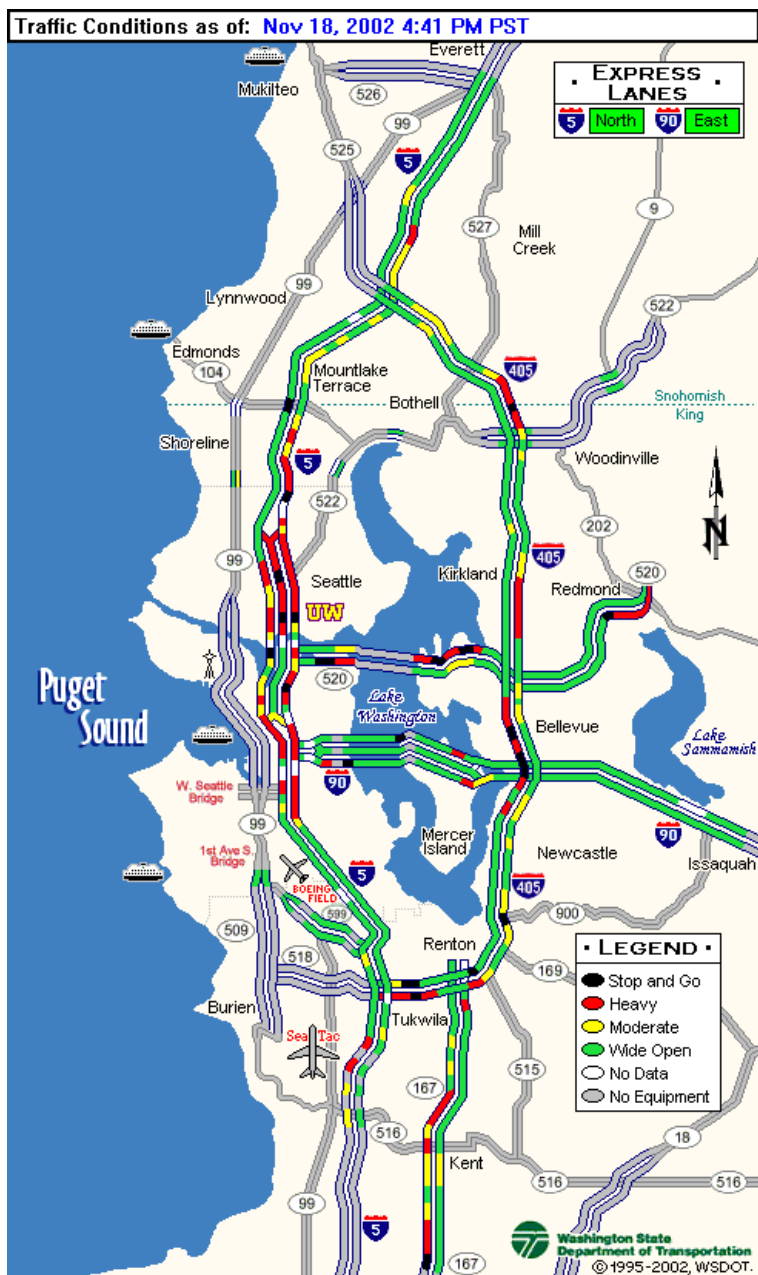 Traffic Conditions as of: Nov 18, 2002 4:41 PM PST
Everett
EXPRESS
LANES
5 North 90 East
Mukilteo
526
99
525
5
9
527
Mill
Creek
99
Lynnwood
522
Edmonds
104
Mountlake
Terrace
405
Bothell
Snohomish
King
Shoreline
5
Woodinville
522
202
N
99
405
Seattle
Kirkland
Redmond
520
UW
520
Puget
Sound
Lake
Washington
Bellevue
Lake
Sammamish
W. Seattle
Bridge
90
99
Mercer
Island
90
Newcastle
Issaquah
1st Ave S.
Bridge
5
BOEING
FIELD
405
599
900
509
518
Renton
169
LEGEND
Stop and Go
Heavy
Moderate
Wide Open
No Data
No Equipment
Burien
Tukwila
Sea Tac
167
515
516
18
Kent
516
516
99
5
167
Washington State
Department of Transportation
©1995-2002, WSDOT.